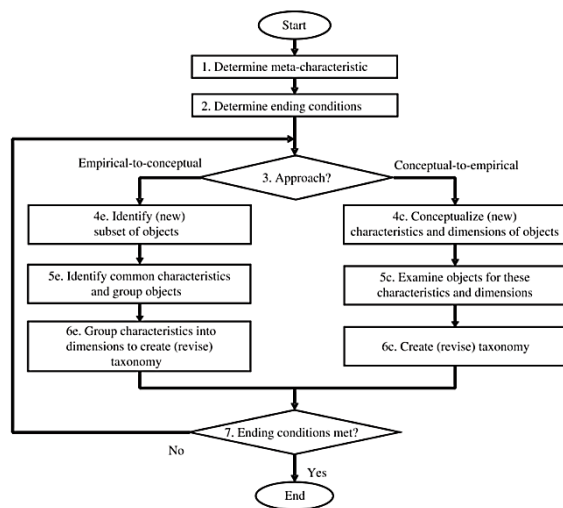 Start
1. Determine meta-characteristic
2. Determine ending conditions
Empirical-to-conceptual
3. Approach?
Conceptual-to-empirical
4e. Identify (new)
subset of objects
4c. Conceptualize (new)
characteristics and dimensions of objects
5e. Identify common characteristics
and group objects
5c. Examine objects for these
characteristics and dimensions
6e. Group characteristics into
dimensions to create (revise)
taxonomy
6c. Create (revise) taxonomy
7. Ending conditions met?
No
Yes
End